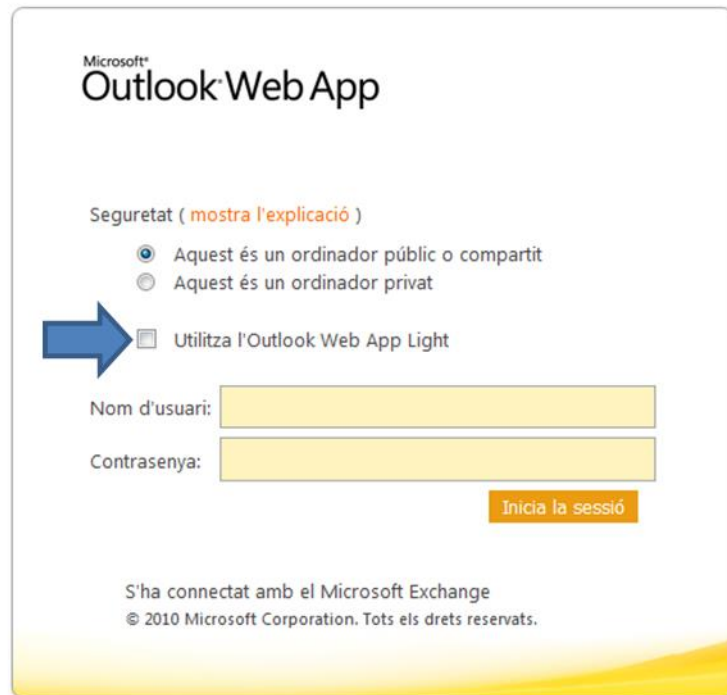 Microsoft®
Outlook Web App
Seguretat ( mostra l'explicació )
Aquest és un ordinador públic o compartit
Aquest és un ordinador privat
Utilitza l'Outlook Web App Light
Nom d'usuari:
Contrasenya:
Inicia la sessió
S'ha connectat amb el Microsoft Exchange
© 2010 Microsoft Corporation. Tots els drets reservats.